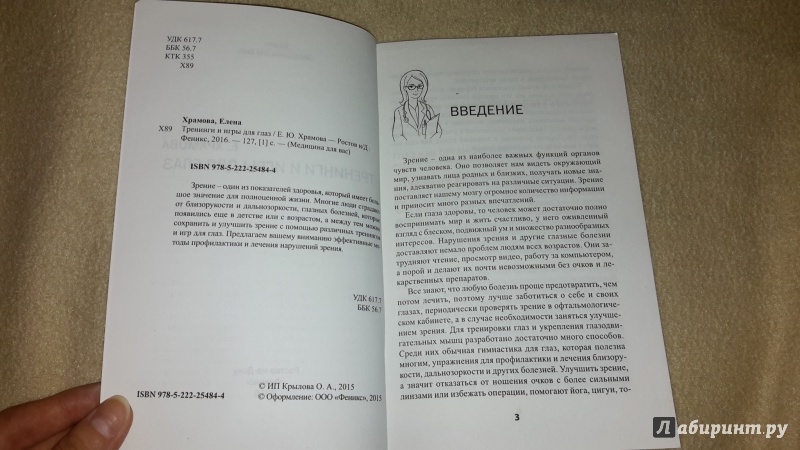 УДК 617.7
ББК 56.7
КТК 355
Х89
Храмова, Елена
Х89 Тренинги и игры для глаз / Е. Ю. Храмова — Ростов н/Д
Феникс, 2016. — 127, [1] с. — (Медицина для вас)
ISBN 978-5-222-25484-4
Зрение – один из показателей здоровья, который имеет боль-
шое значение для полноценной жизни. Многие люди страдают
от близорукости и дальнозоркости, глазных болезней, которые
появились еще в детстве или с возрастом, а между тем можно
сохранить и улучшить зрение с помощью различных тренингов
и игр для глаз. Предлагаем вашему вниманию эффективные ме-
тоды профилактики и лечения нарушений зрения.
УДК 617.7
ББК 56.7
ISBN 978-5-222-25484-4
© ИП Крылова О. А., 2015
© Оформление: ООО «Феникс», 2015
ВВЕДЕНИЕ
Зрение – одна из наиболее важных функций органов
чувств человека. Оно позволяет нам видеть окружающий
мир, узнавать лица родных и близких, получать новые зна-
ния, адекватно реагировать на различные ситуации. Зрение
поставляет нашему мозгу огромное количество информации
и приносит много разных впечатлений.
Если глаза здоровы, то человек может достаточно полно
воспринимать мир и жить счастливо, у него оживленный
взгляд с блеском, подвижный ум и множество разнообразных
интересов. Нарушения зрения и другие глазные болезни
доставляют немало проблем людям всех возрастов. Они за-
трудняют чтение, просмотр видео, работу за компьютером,
а порой и делают их почти невозможными без очков и ле-
карственных препаратов.
Все знают, что любую болезнь проще предотвратить, чем
потом лечить, поэтому лучше заботиться о себе и своих
глазах, периодически проверять зрение в офтальмологиче-
ском кабинете, а в случае необходимости заняться улучше-
нием зрения. Для тренировки глаз и укрепления глазодви-
гательных мышц разработано достаточно много способов.
Среди них обычная гимнастика для глаз, которая полезна
многим, упражнения для профилактики и лечения близору-
кости, дальнозоркости и других болезней. Улучшить зрение,
а значит отказаться от ношения очков с более сильными
линзами или избежать операции, помогают йога, цигун, то-
3
Лабиринт.ру